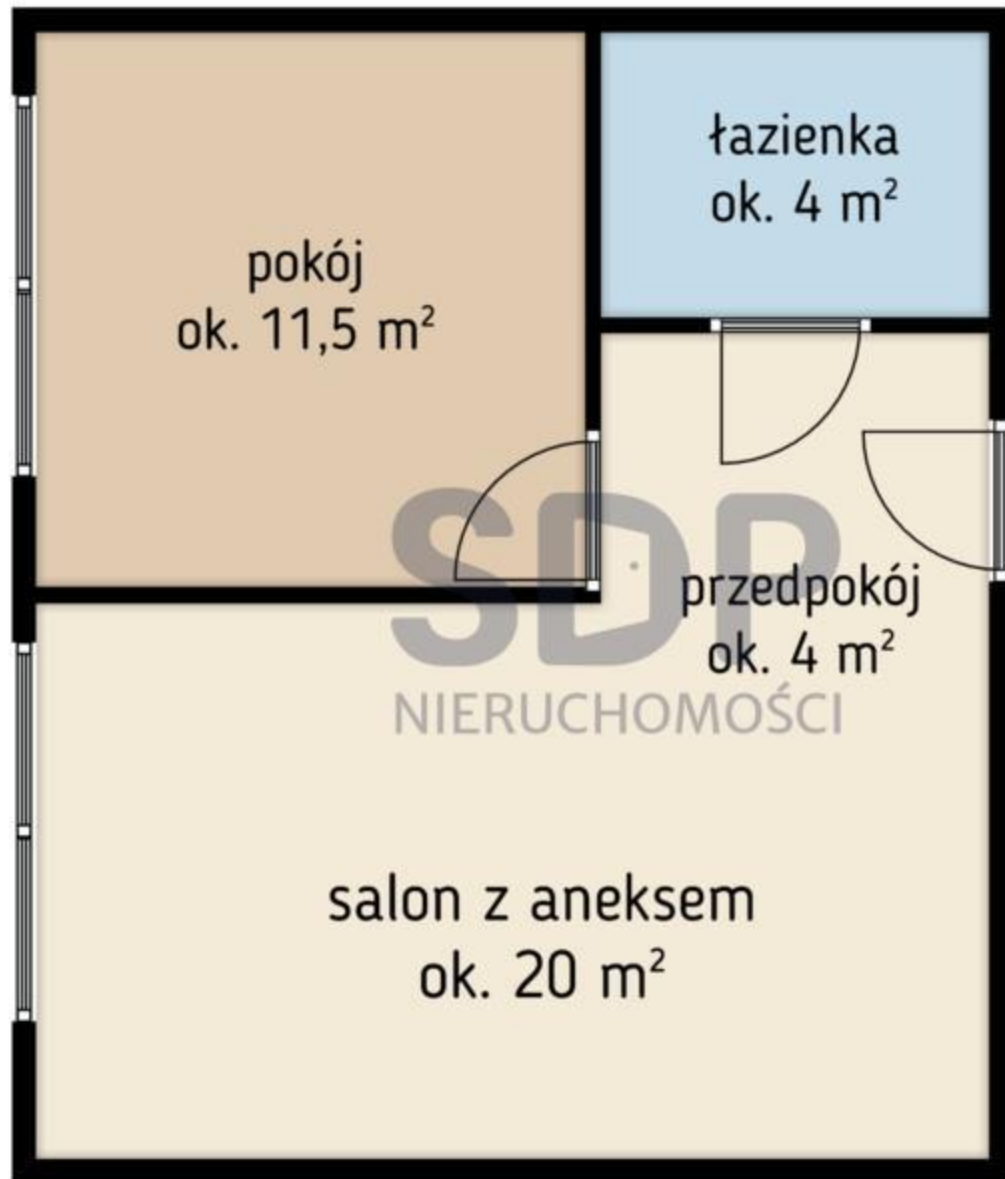 łazienka
ok. 4 m²
pokój
ok. 11,5 m²
SDP
NIERUCHOMOŚCI
przedpokój
ok. 4 m²
salon z aneksem
ok. 20 m²